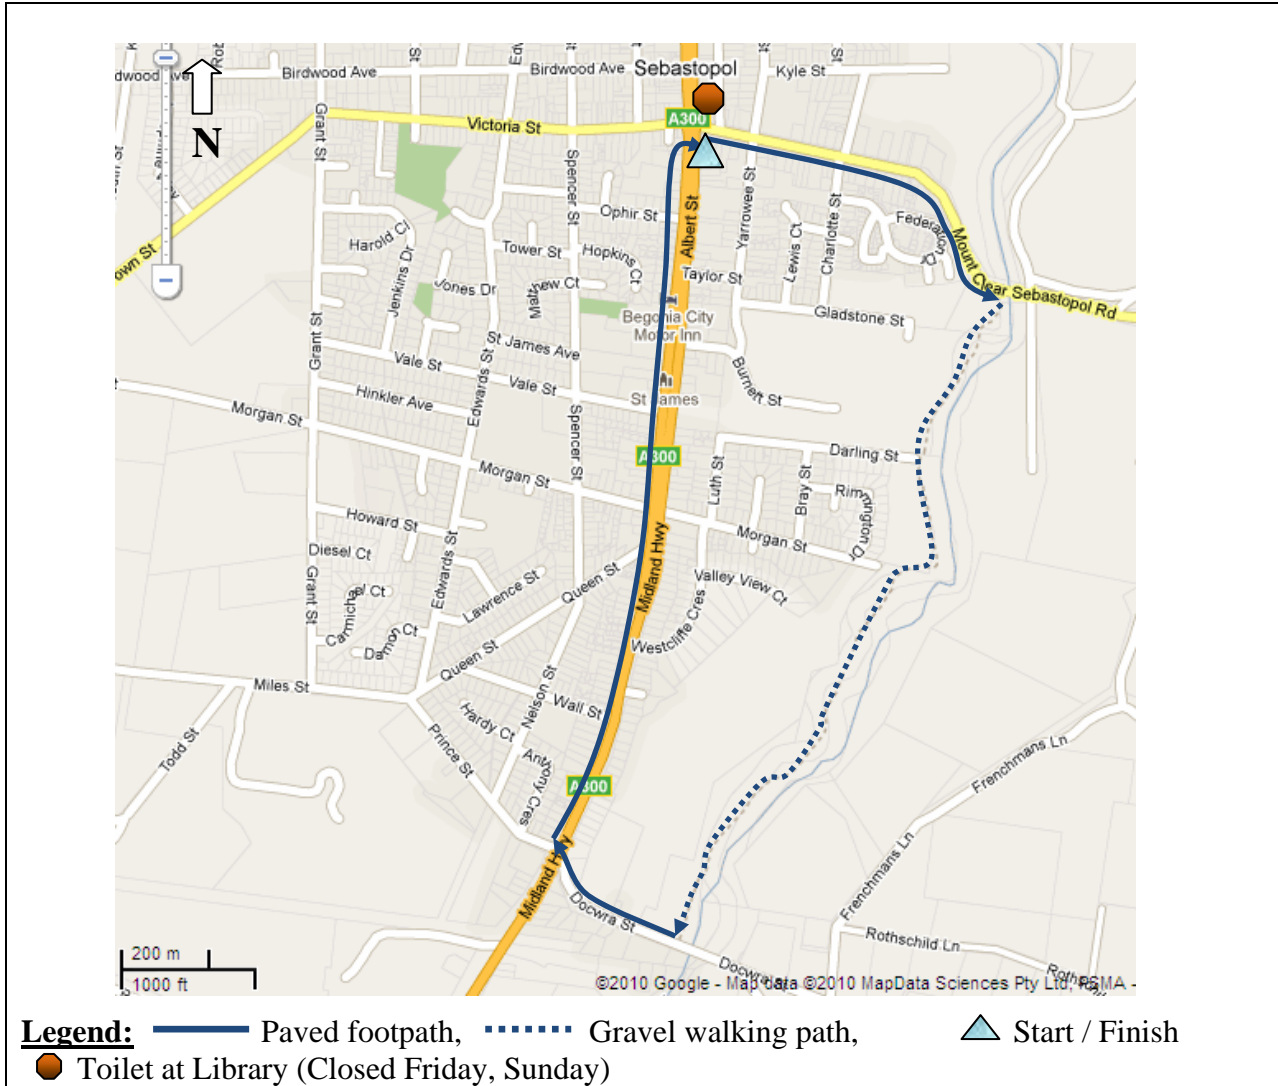 Birdwood Ave
Birdwood Ave
Sebastopol
Kyle St
N
A300
Victoria St
Grant St
Spencer St
Ophir St
Albert St
Yarrowee St
Charlotte St
Lewis Ct
Federation
Mount Clear Sebastopol Rd
Harold Cl
Jenkins Dr
Tower St
Hopkins Ct
Taylor St
own St
Jones Dr
Begonia City
Motor Inn
Gladstone St
Grant St
St James Ave
Edwards St
Vale St
Vale St
St James
Burnett St
Hinkler Ave
Morgan St
Spencer St
A300
Darling St
Luth St
Bray St
Rimmington Dr
Morgan St
Howard St
Midland Hwy
Morgan St
Diesel Ct
Grant St
Edwards St
Lawrence St
Queen St
Valley View Ct
Westcliffe Cres
Damon Ct
Queen St
Miles St
Nelson St
Wall St
Hardy Ct
Prince St
Anthony Cres
Todd St
A300
Frenchmans Ln
Frenchmans Ln
Midland Hwy
Docwra St
Rothschild Ln
Docwra St
200 m
1000 ft
©2010 Google - Map data ©2010 MapData Sciences Pty Ltd, PSMA -
Legend: Paved footpath, Gravel walking path, Start / Finish
Toilet at Library (Closed Friday, Sunday)